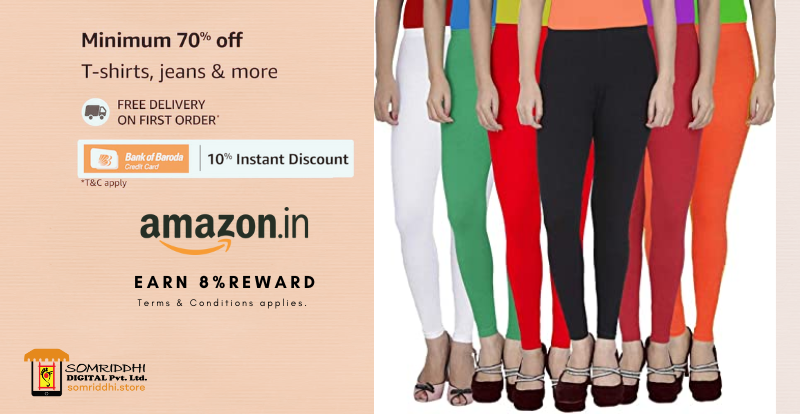 Minimum 70% off
T-shirts, jeans & more
FREE DELIVERY
ON FIRST ORDER*
Bank of Baroda
Credit Card
10% Instant Discount
*T&C apply
amazon.in
EARN 8%REWARD
Terms & Conditions applies.
SOMRIDDHI
DIGITAL Pvt. Ltd.
somriddhi.store